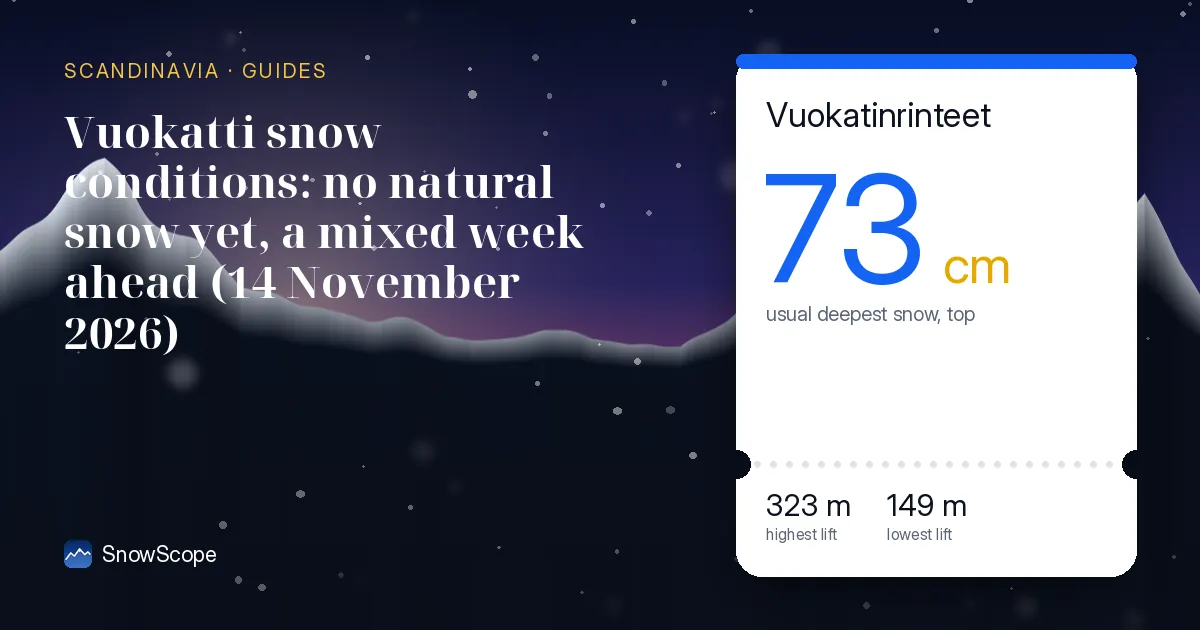 SCANDINAVIA · GUIDES
Vuokatti snow
conditions: no natural
snow yet, a mixed week
ahead (14 November
2026)
SnowScope
Vuokatinrinteet
73 cm
usual deepest snow, top
323 m 149 m
highest lift lowest lift